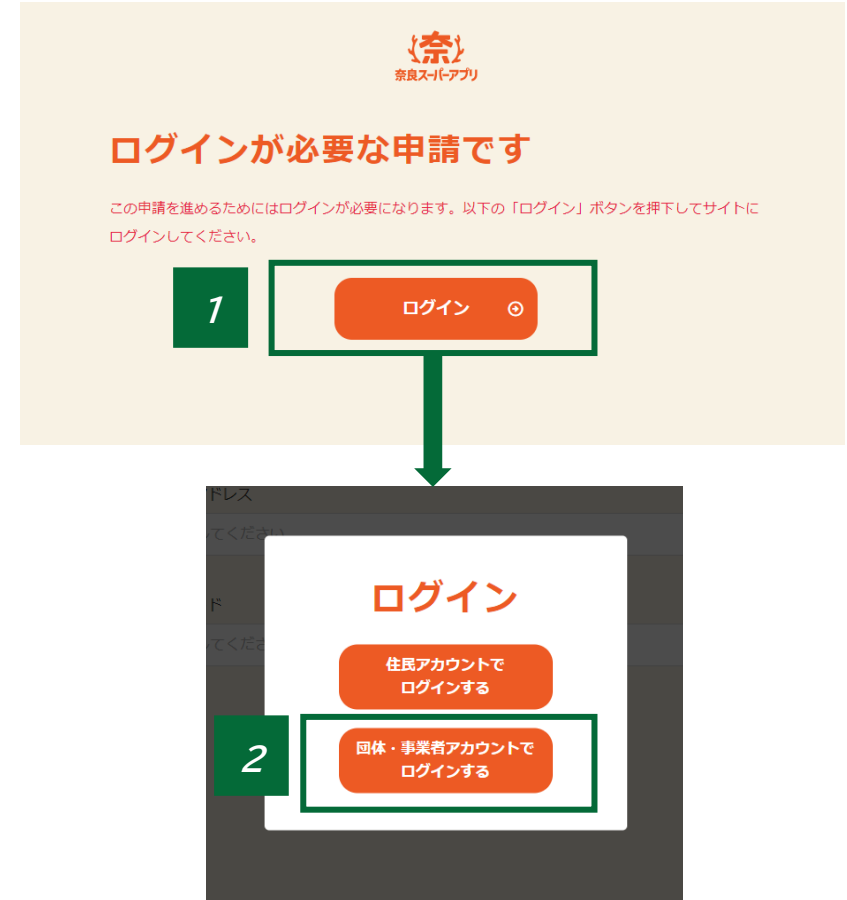 奈
奈良スーパーアプリ
ログインが必要な申請です
この申請を進めるためにはログインが必要になります。以下の「ログイン」ボタンを押下してサイトに
ログインしてください。
1
ログイン
ドレス
てください
ログイン
ド
てくださ
住民アカウントで
ログインする
2
団体・事業者アカウントで
ログインする